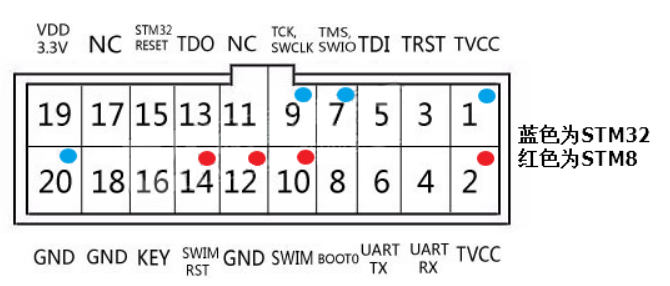 VDD 3.3V NC STM32 RESET TDO NC TCK, SWCLK TMS, SWIO TDI TRST TVCC
19 17 15 13 11 9 7 5 3 1
20 18 16 14 12 10 8 6 4 2
蓝色为STM32
红色为STM8
GND GND KEY SWIM RST GND SWIM BOOT0 UART TX UART RX TVCC